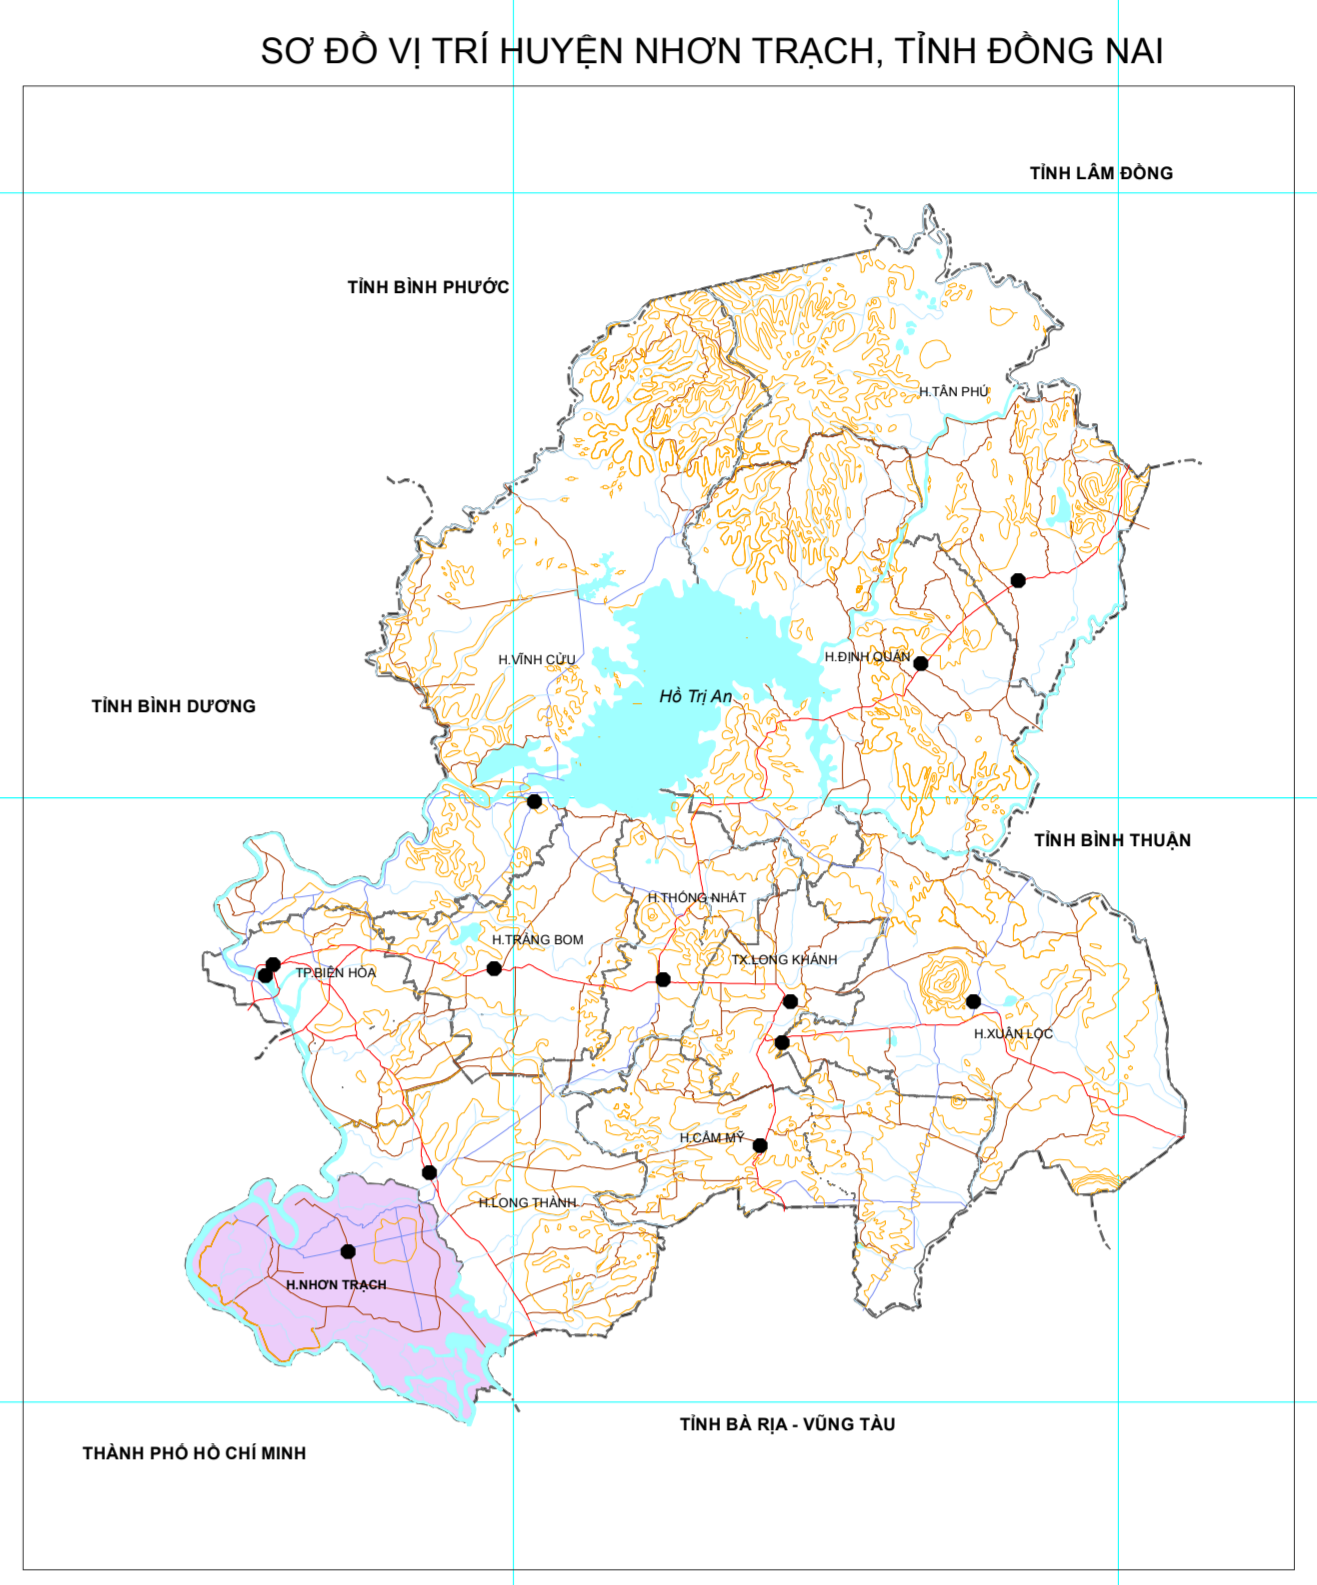 SƠ ĐỒ VỊ TRÍ HUYỆN NHƠN TRẠCH, TỈNH ĐỒNG NAI
TỈNH LÂM ĐỒNG
TỈNH BÌNH PHƯỚC
H.TÂN PHÚ
H.VĨNH CỬU
H.ĐỊNH QUÁN
Hồ Trị An
TỈNH BÌNH DƯƠNG
TỈNH BÌNH THUẬN
H.THỐNG NHẤT
H.TRẢNG BOM
TX.LONG KHÁNH
TP.BIÊN HÒA
H.XUÂN LỘC
H.CẨM MỸ
H.LONG THÀNH
H.NHƠN TRẠCH
TỈNH BÀ RỊA - VŨNG TÀU
THÀNH PHỐ HỒ CHÍ MINH